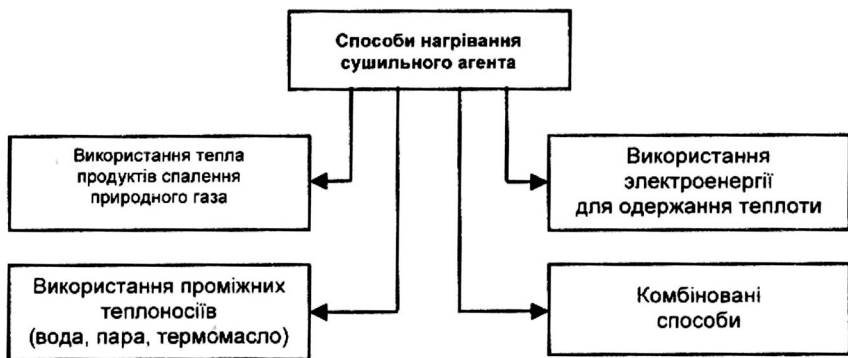 Способи нагрівання
сушильного агента
Використання тепла
продуктів спалення
природного газа
Використання
электроенергії
для одержання теплоти
Використання проміжних
теплоносіїв
(вода, пара, термомасло)
Комбіновані
способи